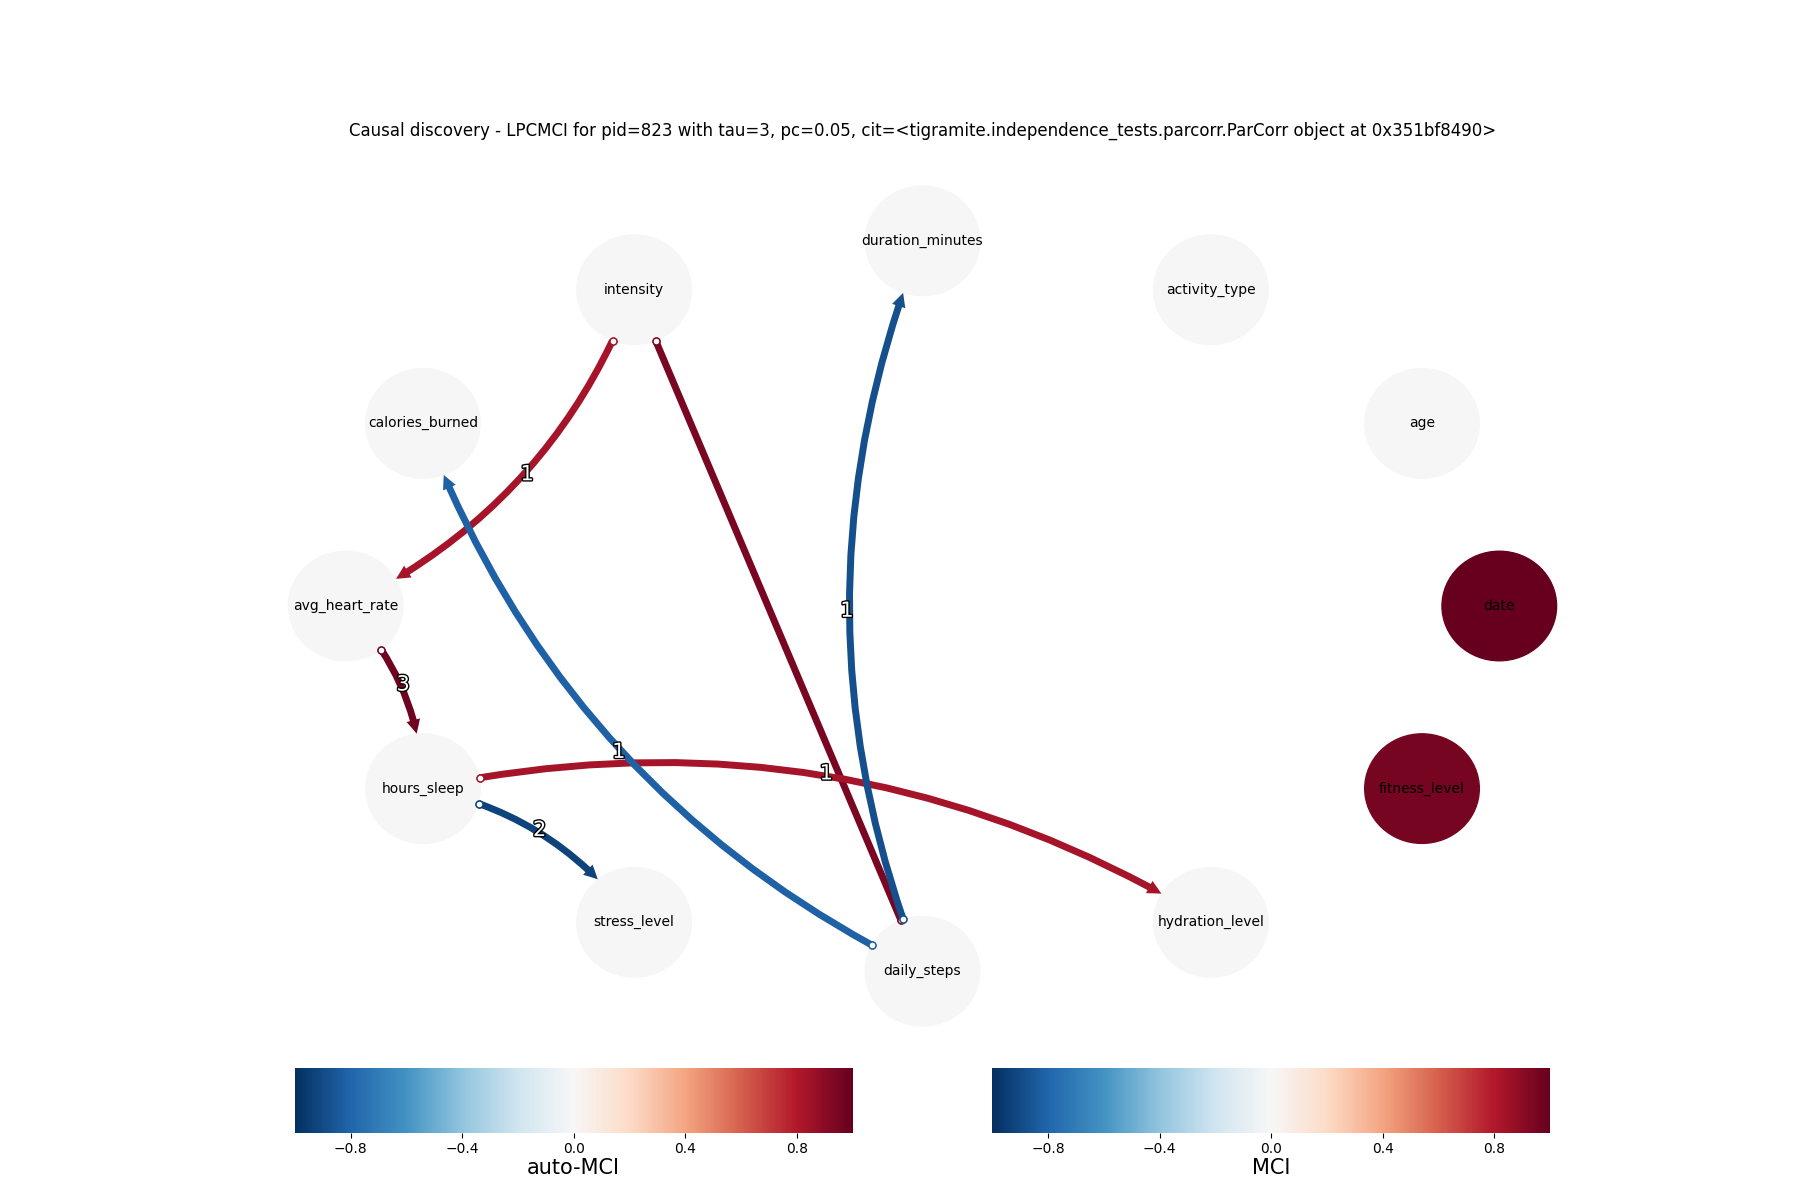 Causal discovery - LPCMCI for pid=823 with tau=3, pc=0.05, cit=<tigramite.independence_tests.parcorr.ParCorr object at 0x351bf8490>
duration_minutes
intensity
activity_type
calories_burned
age
1
avg_heart_rate
date
1
3
1
1
hours_sleep
fitness_level
2
stress_level
hydration_level
daily_steps
−0.8 −0.4 0.0 0.4 0.8
auto-MCI
−0.8 −0.4 0.0 0.4 0.8
MCI